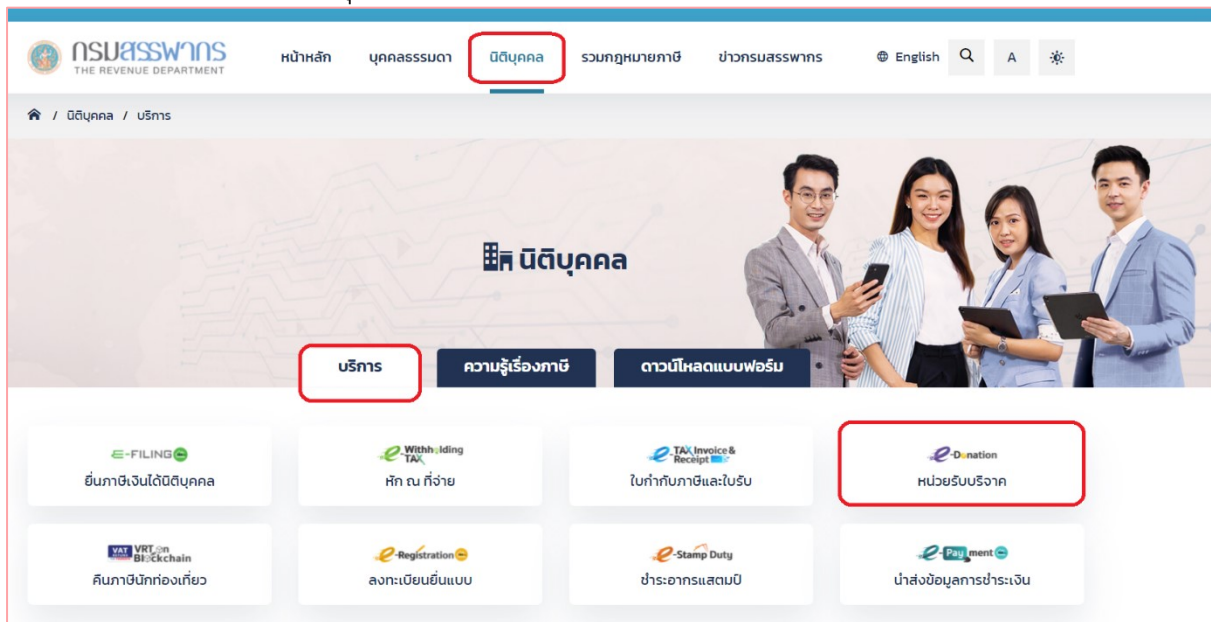 กรมสรรพากร
THE REVENUE DEPARTMENT
หน้าหลัก บุคคลธรรมดา นิติบุคคล รวมกฎหมายภาษี ข่าวกรมสรรพากร English A
/ นิติบุคคล / บริการ
นิติบุคคล
บริการ ความรู้เรื่องภาษี ดาวน์โหลดแบบฟอร์ม
E-FILING
ยื่นภาษีเงินได้นิติบุคคล
e-Withholding
TAX
หัก ณ ที่จ่าย
e-TAX Invoice &
Receipt
ใบกำกับภาษีและใบรับ
e-Donation
หน่วยรับบริจาค
VAT VRT on
Blockchain
คืนภาษีนักท่องเที่ยว
e-Registration
ลงทะเบียนยื่นแบบ
e-Stamp Duty
ชำระอากรแสตมป์
e-Payment
นำส่งข้อมูลการชำระเงิน